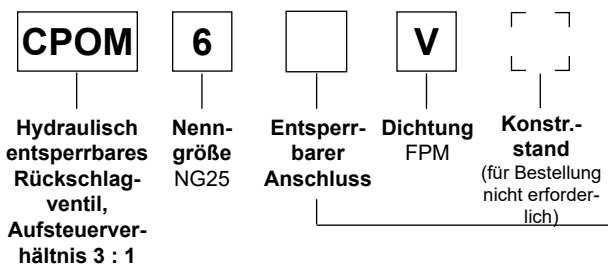 CPOM 6 V
Hydraulisch
entsperrbares
Rückschlag-
ventil,
Aufsteuerver-
hältnis 3 : 1
Nenn-
größe
NG25
Entsperr-
barer
Anschluss
Dichtung
FPM
Konstr.-
stand
(für Bestellung
nicht erforder-
lich)